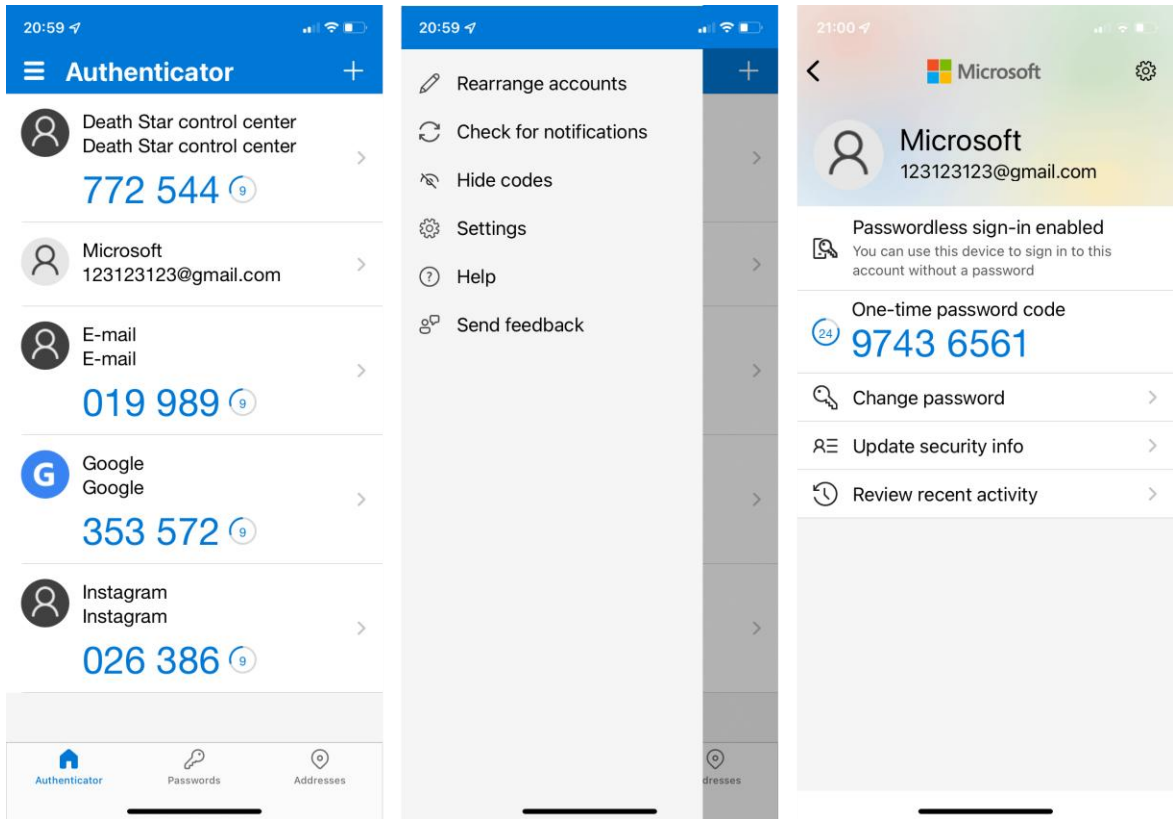 20:59
Authenticator
Death Star control center
Death Star control center
772 544 9
Microsoft
123123123@gmail.com
E-mail
E-mail
019 989 9
G
Google
Google
353 572 9
Instagram
Instagram
026 386 9
Authenticator Passwords Addresses
20:59
Rearrange accounts
Check for notifications
Hide codes
Settings
? Help
Send feedback
dresses
21:00
Microsoft
Microsoft
123123123@gmail.com
Passwordless sign-in enabled
You can use this device to sign in to this
account without a password
One-time password code
24 9743 6561
Change password
Update security info
Review recent activity